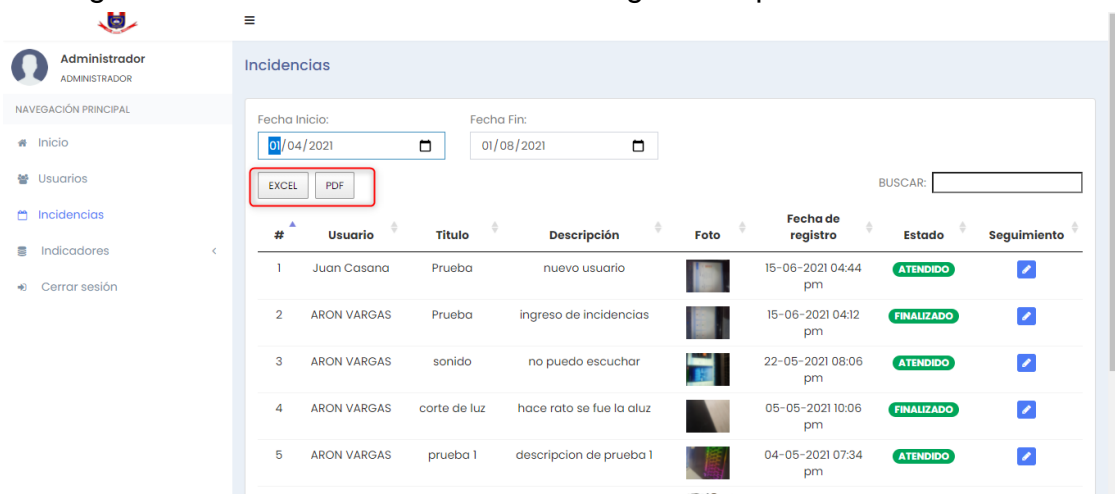 Administrador
ADMINISTRADOR
NAVEGACIÓN PRINCIPAL
Inicio
Usuarios
Incidencias
Indicadores
Cerrar sesión
Incidencias
Fecha Inicio: Fecha Fin:
01/04/2021 01/08/2021
EXCEL PDF BUSCAR:
# Usuario Titulo Descripción Foto Fecha de registro Estado Seguimiento
1 Juan Casana Prueba nuevo usuario 15-06-2021 04:44 pm ATENDIDO
2 ARON VARGAS Prueba ingreso de incidencias 15-06-2021 04:12 pm FINALIZADO
3 ARON VARGAS sonido no puedo escuchar 22-05-2021 08:06 pm ATENDIDO
4 ARON VARGAS corte de luz hace rato se fue la aluz 05-05-2021 10:06 pm FINALIZADO
5 ARON VARGAS prueba 1 descripcion de prueba 1 04-05-2021 07:34 pm ATENDIDO